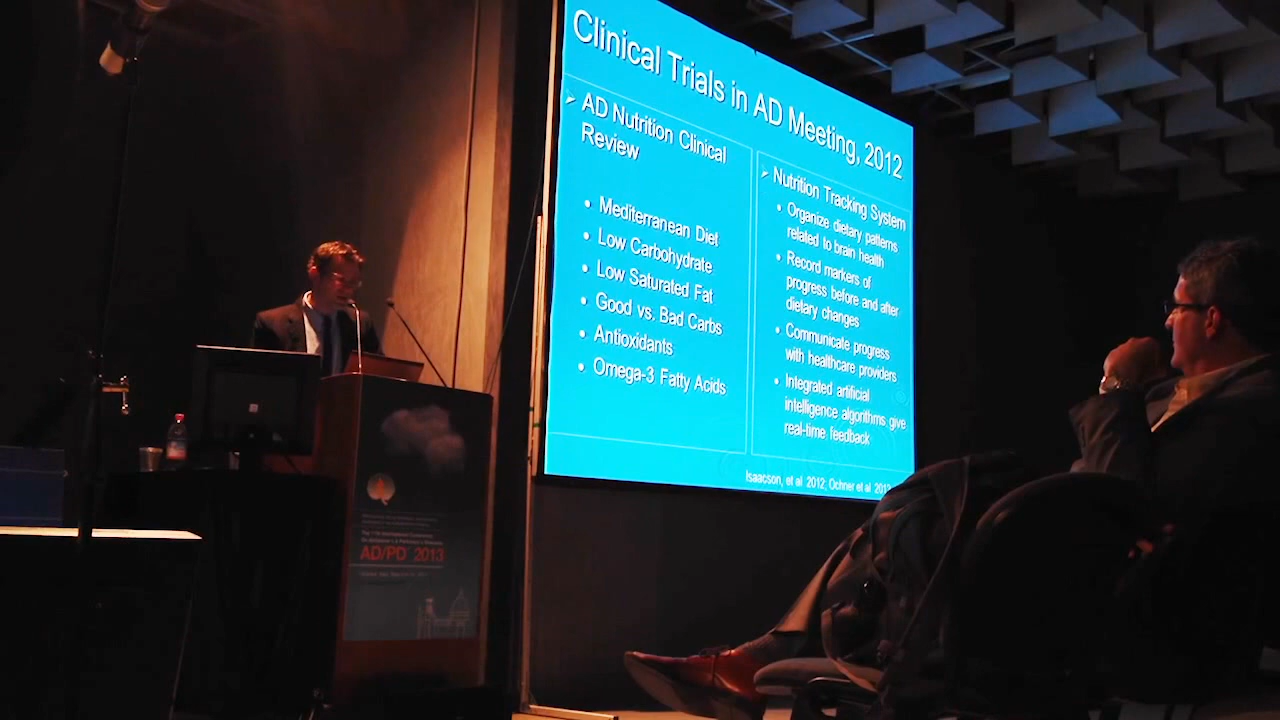 Clinical Trials in AD Meeting, 2012
AD Nutrition Clinical
Review
• Mediterranean Diet
• Low Carbohydrate
• Low Saturated Fat
• Good vs. Bad Carbs
• Antioxidants
• Omega-3 Fatty Acids
Nutrition Tracking System
• Organize dietary patterns
related to brain health
• Record markers of
progress before and after
dietary changes
• Communicate progress
with healthcare providers
• Integrated artificial
intelligence algorithms give
real-time feedback
Isaacson, et al 2012; Ochner et al 2012
AD/PD™ 2013